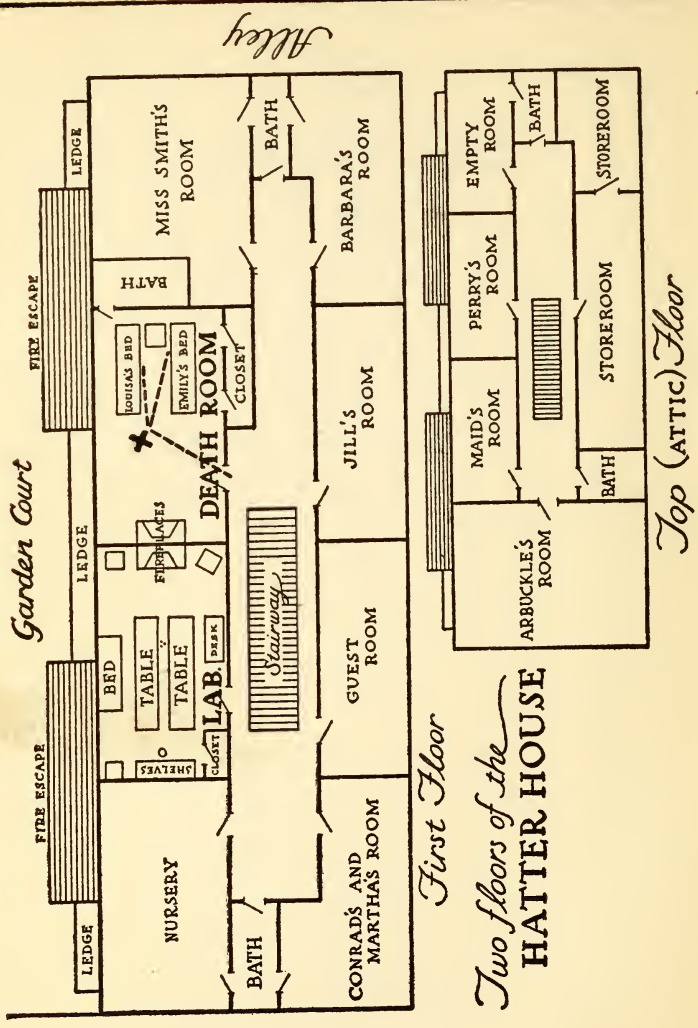 Garden Court
Alley
FIRE ESCAPE
FIRE ESCAPE
LEDGE
LEDGE
LEDGE
NURSERY
BED
TABLE
TABLE
SHELVES
CLOSET
DESK
LAB.
FIREPLACES
LOUISA'S BED
EMILY'S BED
DEATH ROOM
CLOSET
BATH
MISS SMITH'S
ROOM
BATH
Stairway
BATH
CONRAD'S AND
MARTHA'S ROOM
GUEST
ROOM
JILL'S
ROOM
BARBARA'S
ROOM
First Floor
Two floors of the
HATTER HOUSE
ARBUCKLE'S
ROOM
MAID'S
ROOM
PERRY'S
ROOM
EMPTY
ROOM
BATH
BATH
STOREROOM
STOREROOM
Top (ATTIC) Floor